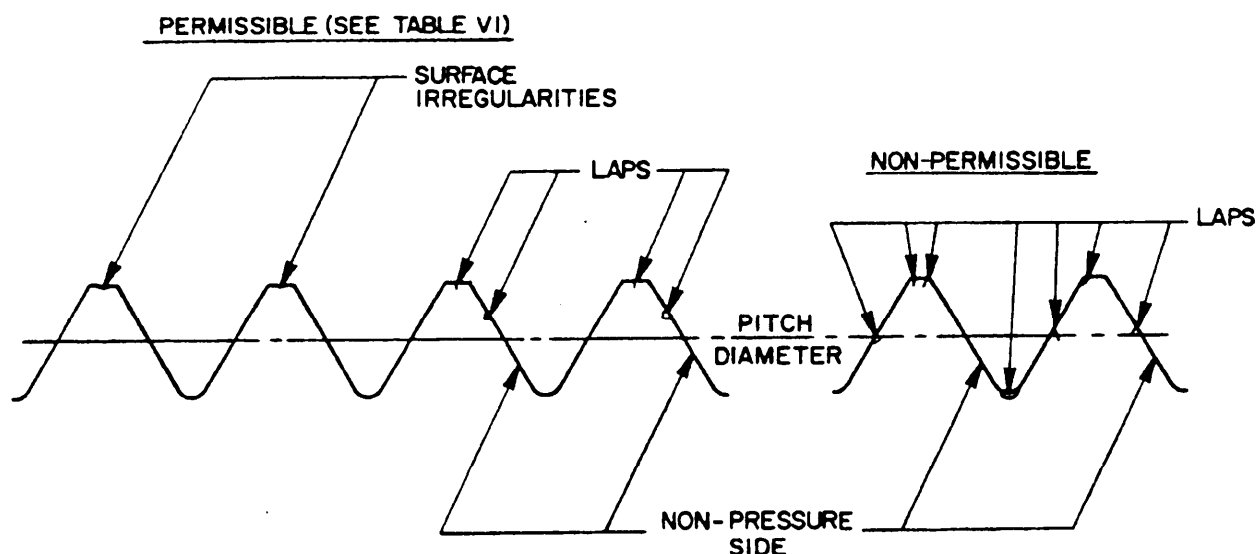 PERMISSIBLE (SEE TABLE VI)
SURFACE
IRREGULARITIES
LAPS
NON-PERMISSIBLE
LAPS
PITCH
DIAMETER
NON-PRESSURE
SIDE